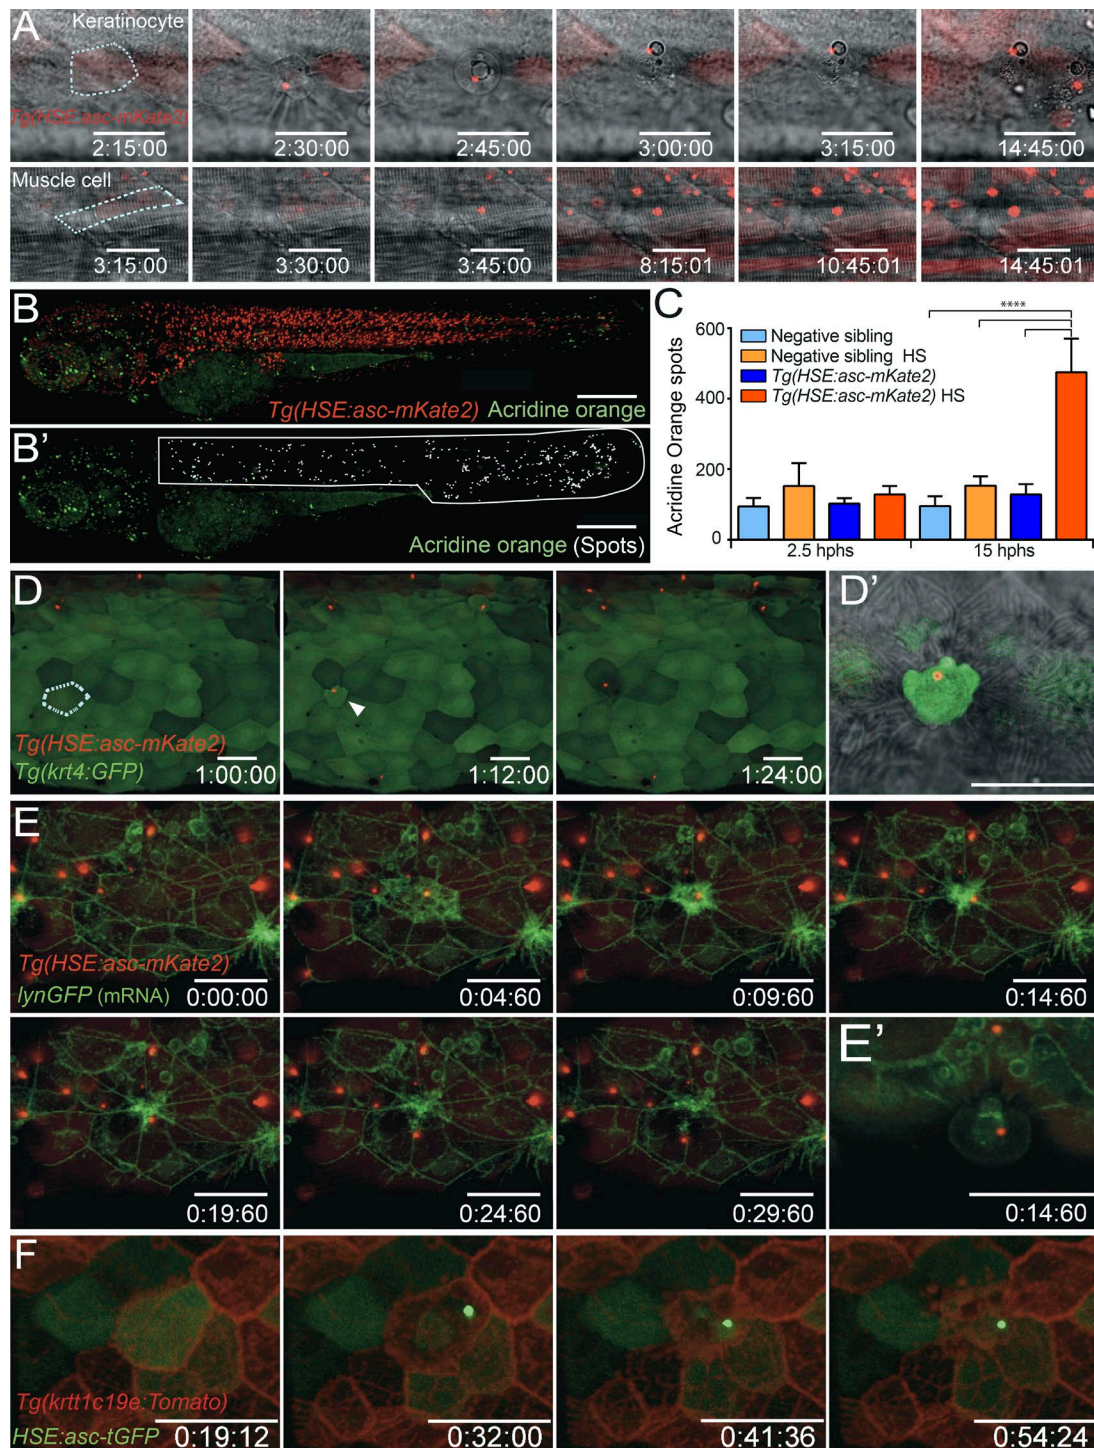 A
Keratinocyte
Tg(HSE:asc-mKate2)
2:15:00
2:30:00
2:45:00
3:00:00
3:15:00
14:45:00
Muscle cell
3:15:00
3:30:00
3:45:00
8:15:01
10:45:01
14:45:01
B
Tg(HSE:asc-mKate2) Acridine orange
B’
Acridine orange (Spots)
C
Acridine Orange spots
600
400
200
0
Negative sibling
Negative sibling HS
Tg(HSE:asc-mKate2)
Tg(HSE:asc-mKate2) HS
****
2.5 hphs
15 hphs
D
Tg(HSE:asc-mKate2)
Tg(krt4:GFP)
1:00:00
1:12:00
1:24:00
D’
E
Tg(HSE:asc-mKate2)
lynGFP (mRNA)
0:00:00
0:04:60
0:09:60
0:14:60
0:19:60
0:24:60
0:29:60
E’
0:14:60
F
Tg(krtt1c19e:Tomato)
HSE:asc-tGFP
0:19:12
0:32:00
0:41:36
0:54:24